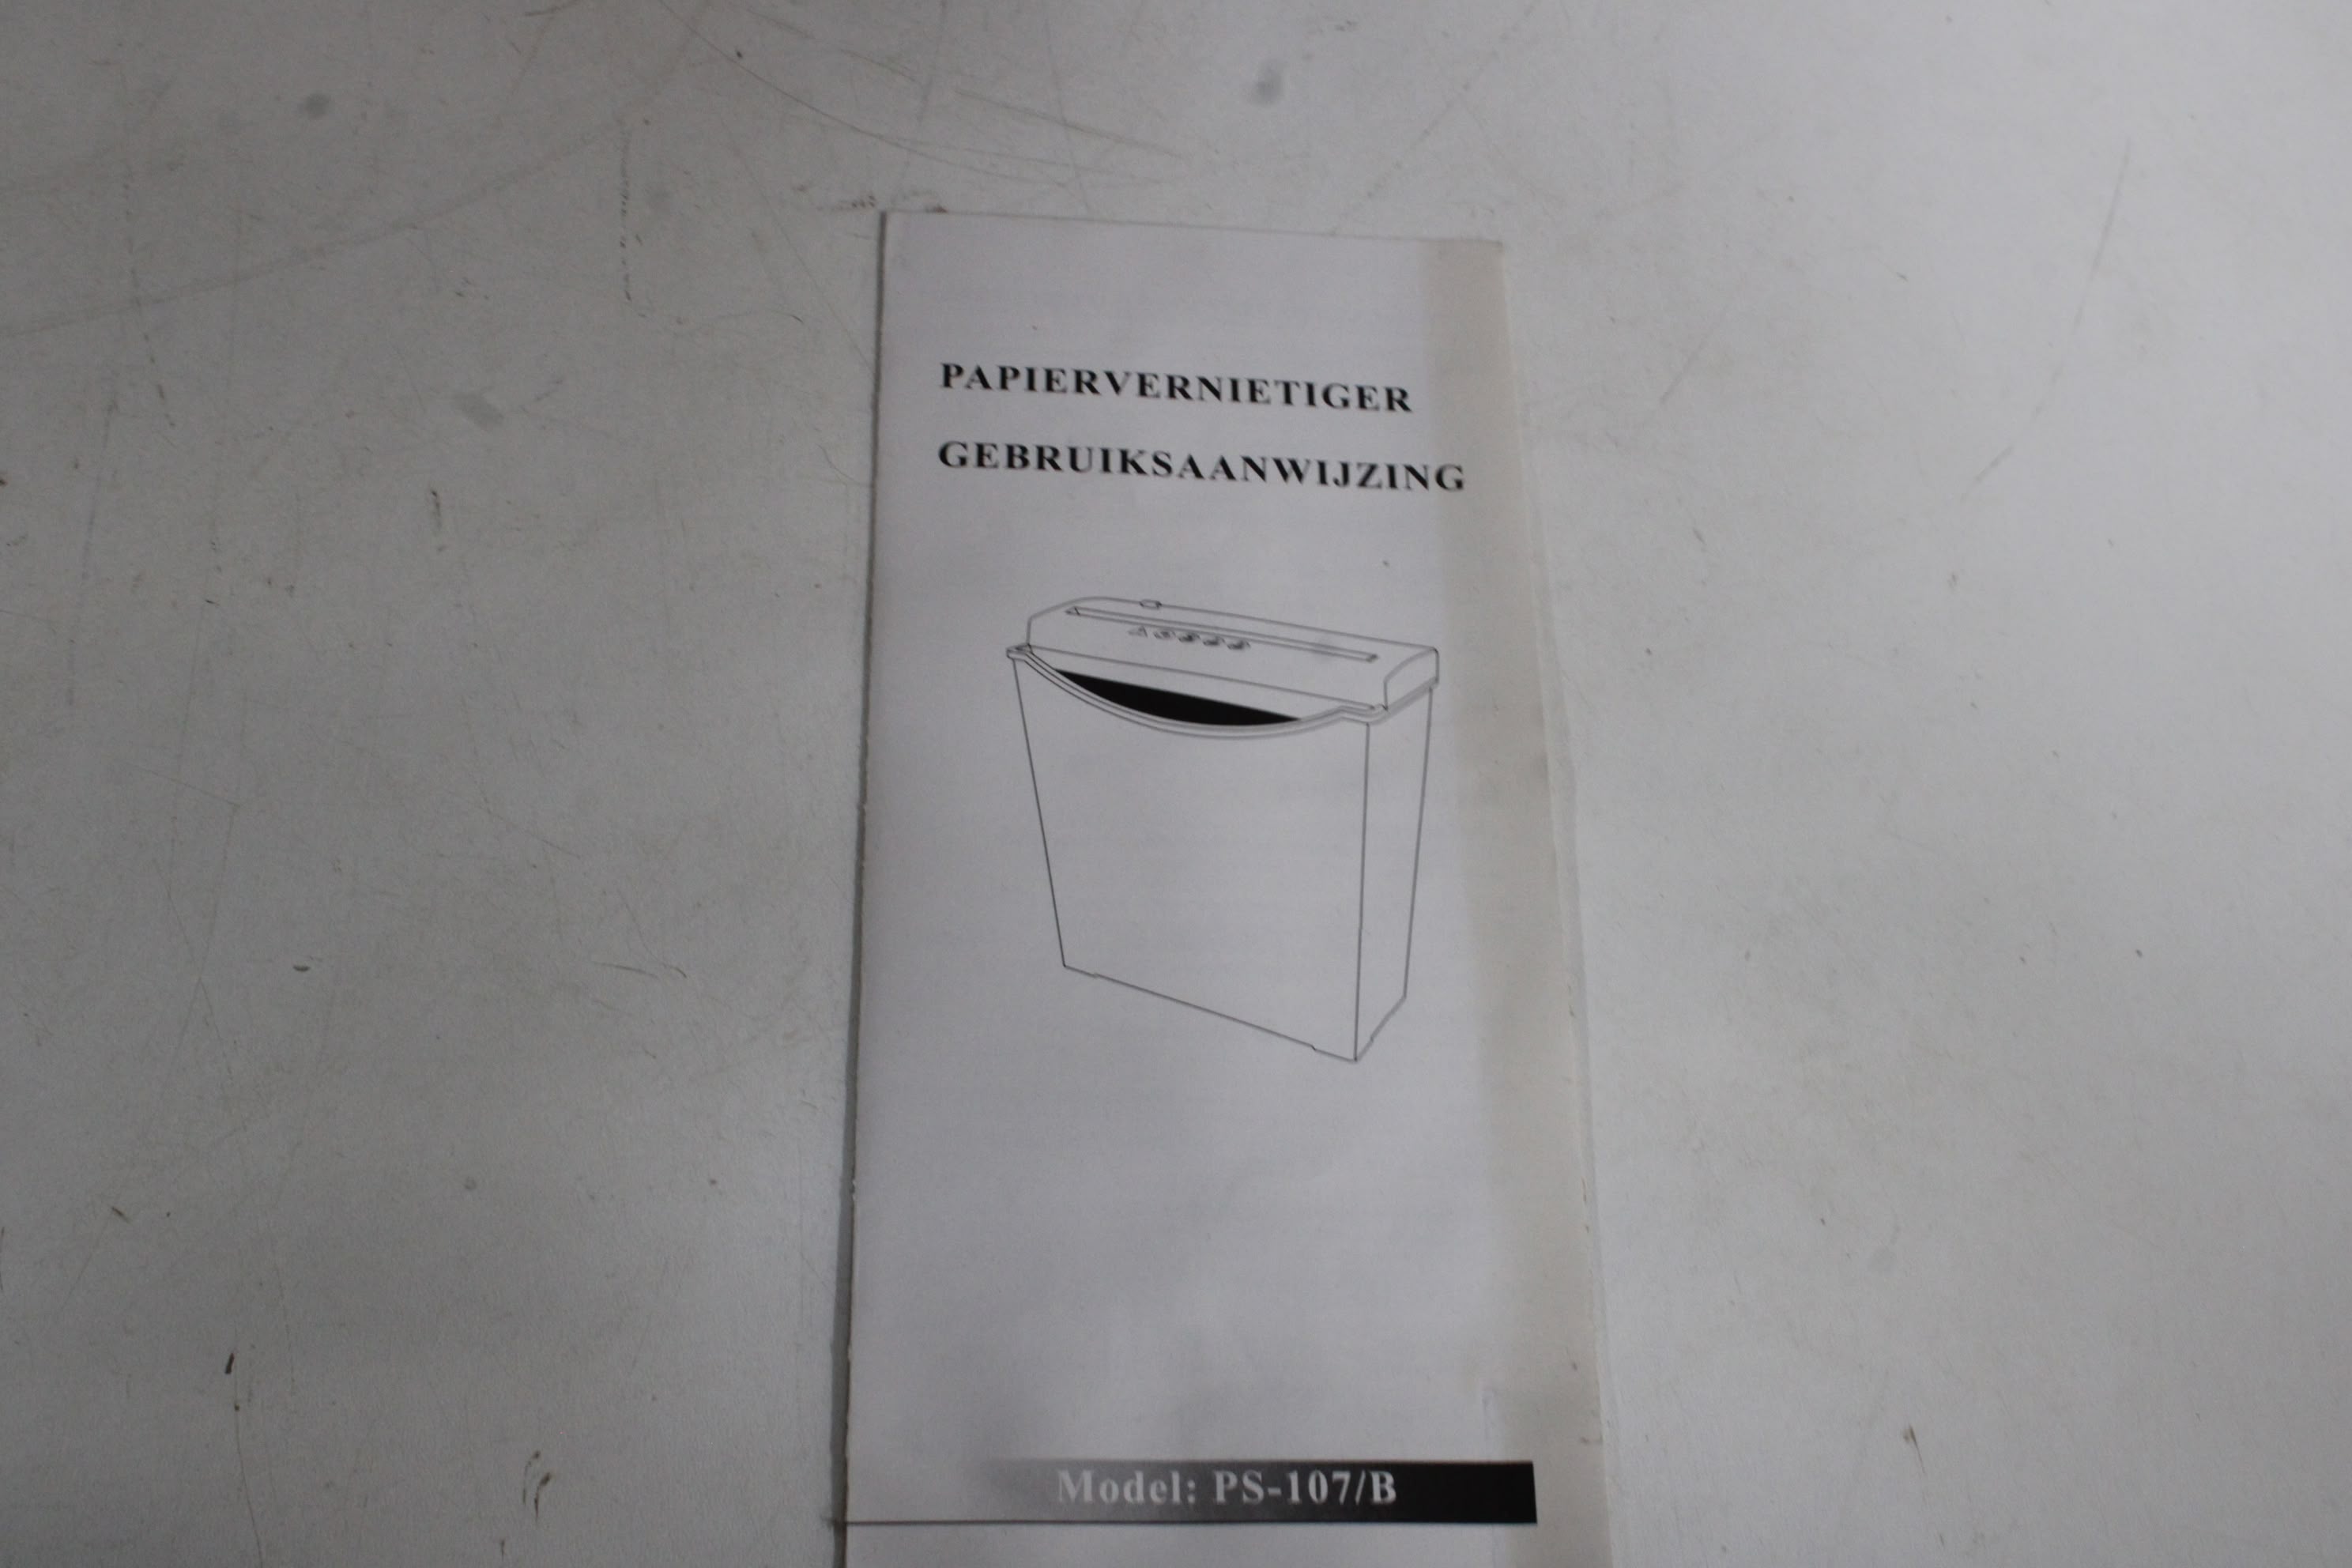 PAPIERVERNIETIGER
GEBRUIKSAANWIJZING
Model: PS-107/B